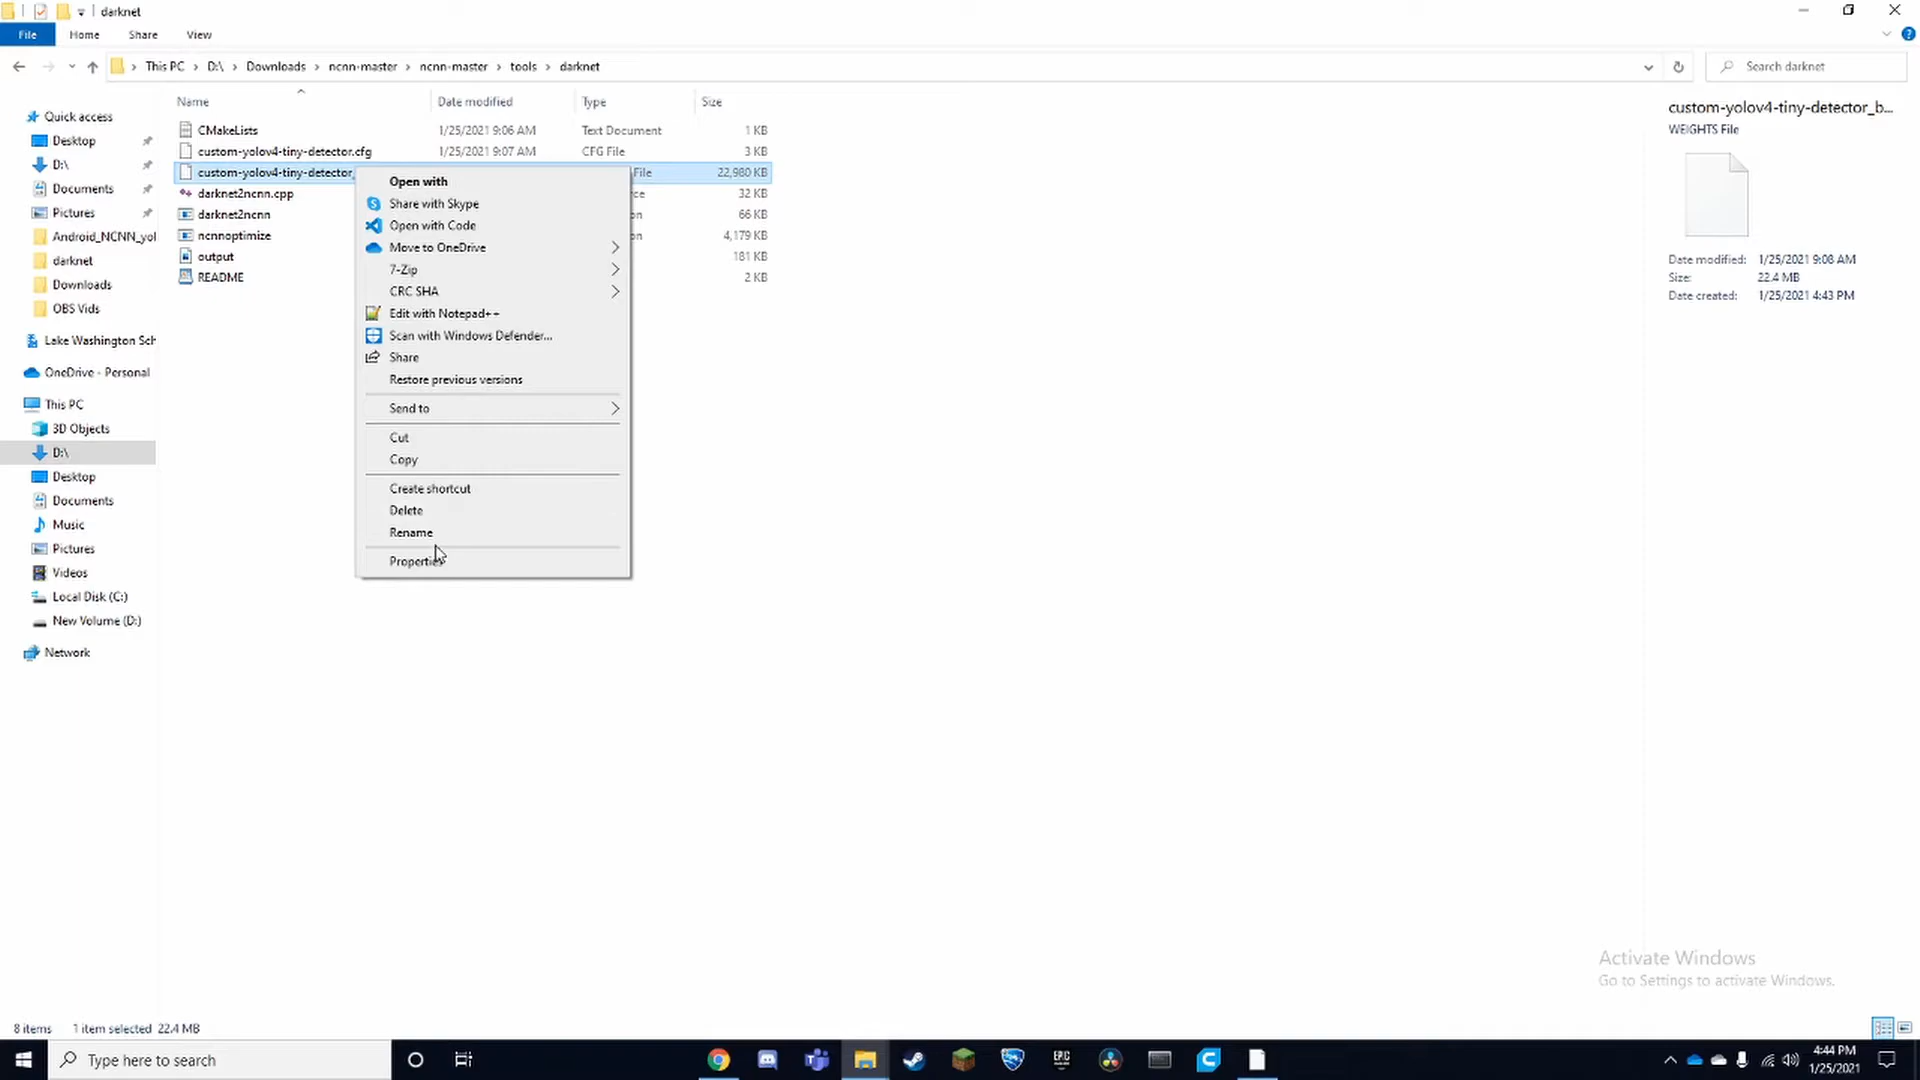 darknet
File Home Share View
This PC D:\ Downloads ncnn-master ncnn-master tools darknet
Search darknet
Name Date modified Type Size
CMakeLists 1/25/2021 9:06 AM Text Document 1 KB
custom-yolov4-tiny-detector.cfg 1/25/2021 9:07 AM CFG File 3 KB
custom-yolov4-tiny-detector_ File 22,980 KB
darknet2ncnn.cpp rce 32 KB
darknet2ncnn on 66 KB
ncnnoptimize on 4,179 KB
output 181 KB
README 2 KB
Open with
Share with Skype
Open with Code
Move to OneDrive
7-Zip
CRC SHA
Edit with Notepad++
Scan with Windows Defender...
Share
Restore previous versions
Send to
Cut
Copy
Create shortcut
Delete
Rename
Properties
Quick access
Desktop
D:\
Documents
Pictures
Android_NCNN_yol
darknet
Downloads
OBS Vids
Lake Washington Sch
OneDrive - Personal
This PC
3D Objects
D:\
Desktop
Documents
Music
Pictures
Videos
Local Disk (C:)
New Volume (D:)
Network
custom-yolov4-tiny-detector_b...
WEIGHTS File
Date modified: 1/25/2021 9:08 AM
Size: 22.4 MB
Date created: 1/25/2021 4:43 PM
Activate Windows
Go to Settings to activate Windows.
8 items 1 item selected 22.4 MB
Type here to search
EPIC
4:44 PM
1/25/2021